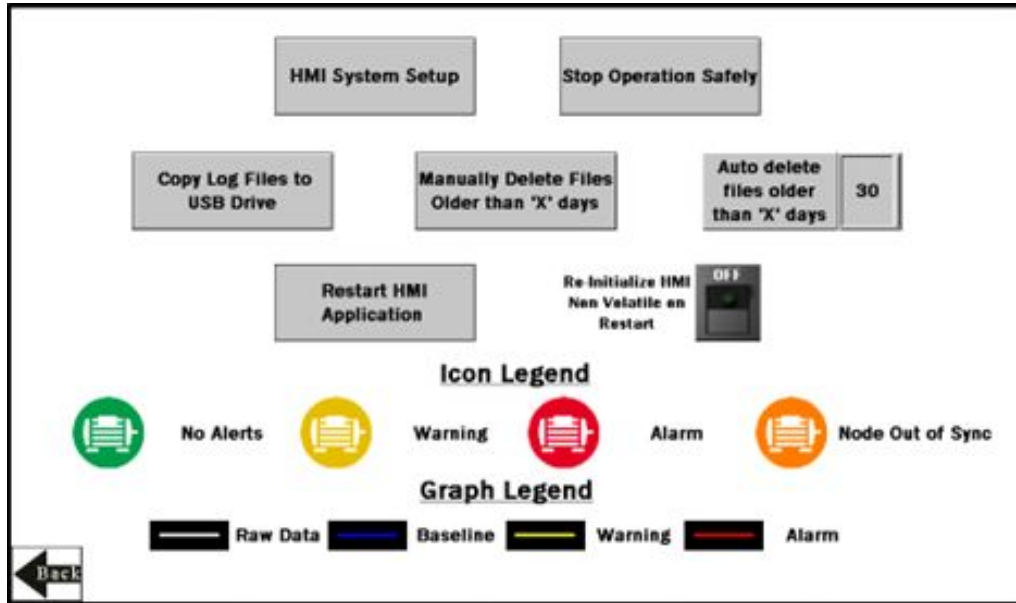 HMI System Setup
Stop Operation Safely
Copy Log Files to
USB Drive
Manually Delete Files
Older than 'X' days
Auto delete
files older
than 'X' days
30
Restart HMI
Application
Re-Initialize HMI
Non Volatile on
Restart
OFF
Icon Legend
No Alerts
Warning
Alarm
Node Out of Sync
Graph Legend
Raw Data
Baseline
Warning
Alarm
Back